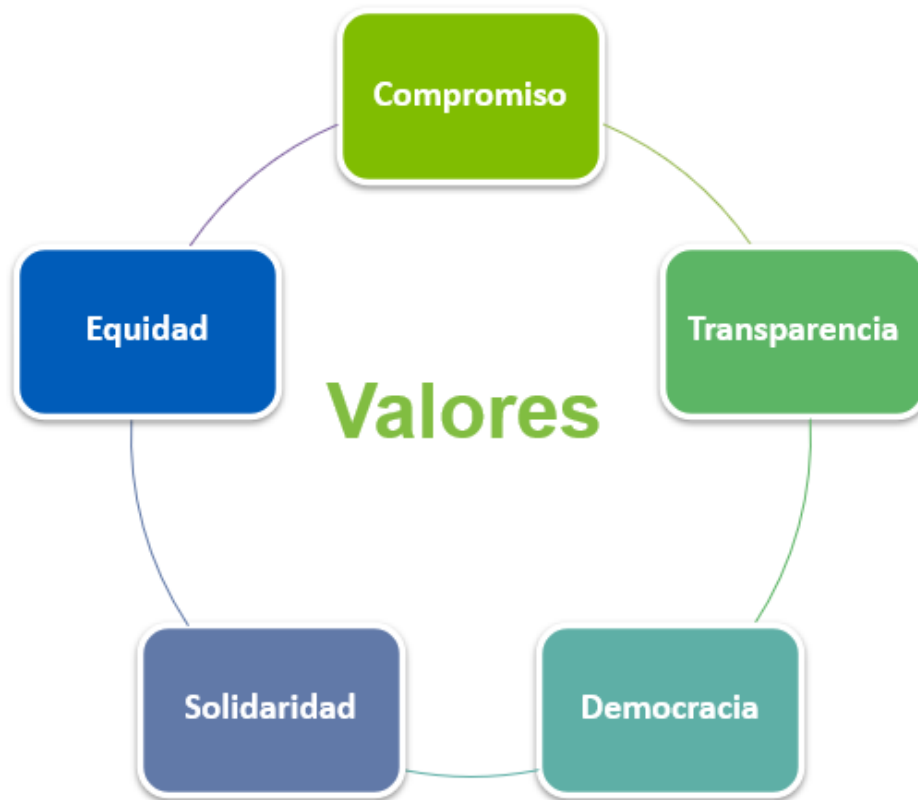 Compromiso
Equidad
Transparencia
Valores
Solidaridad
Democracia